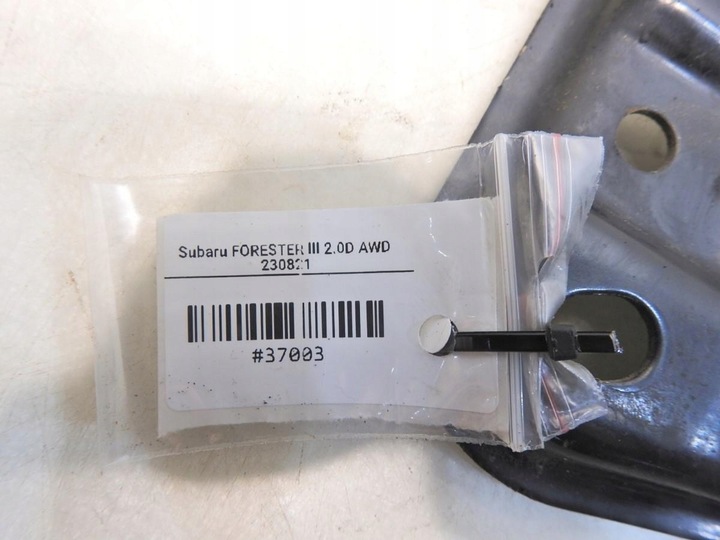 Subaru FORESTER III 2.0D AWD
230821
#37003